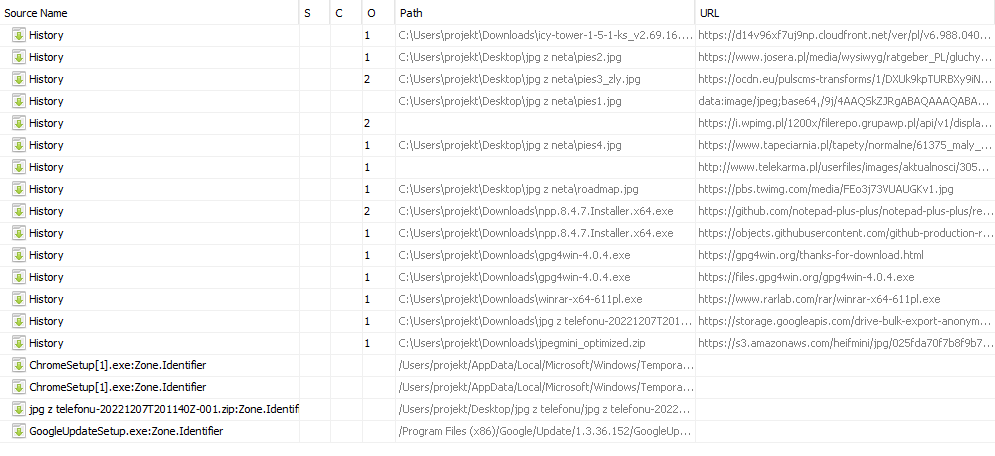 Source Name S C O Path URL
History 1 C:\Users\projekt\Downloads\icy-tower-1-5-1-ks_v2.69.16.... https://d14v96xf7uj9np.cloudfront.net/ver/pl/v6.988.040...
History 1 C:\Users\projekt\Desktop\jpg z neta\pies2.jpg https://www.josera.pl/media/wysiwyg/ratgeber_PL/gluchy...
History 2 C:\Users\projekt\Desktop\jpg z neta\pies3_zly.jpg https://ocdn.eu/pulscms-transforms/1/DXUk9kpTURBXy9iN...
History C:\Users\projekt\Desktop\jpg z neta\pies1.jpg data:image/jpeg;base64,/9j/4AAQSkZJRgABAQAAAQABA...
History 2 https://i.wpimg.pl/1200x/filerepo.grupawp.pl/api/v1/displa...
History 1 C:\Users\projekt\Desktop\jpg z neta\pies4.jpg https://www.tapeciarnia.pl/tapety/normalne/61375_maly_...
History 1 http://www.telekarma.pl/userfiles/images/aktualnosci/305...
History 1 C:\Users\projekt\Desktop\jpg z neta\roadmap.jpg https://pbs.twimg.com/media/FEo3j73VUAUGKv1.jpg
History 2 C:\Users\projekt\Downloads\npp.8.4.7.Installer.x64.exe https://github.com/notepad-plus-plus/notepad-plus-plus/re...
History 1 C:\Users\projekt\Downloads\npp.8.4.7.Installer.x64.exe https://objects.githubusercontent.com/github-production-r...
History 1 C:\Users\projekt\Downloads\gpg4win-4.0.4.exe https://gpg4win.org/thanks-for-download.html
History 1 C:\Users\projekt\Downloads\gpg4win-4.0.4.exe https://files.gpg4win.org/gpg4win-4.0.4.exe
History 1 C:\Users\projekt\Downloads\winrar-x64-611pl.exe https://www.rarlab.com/rar/winrar-x64-611pl.exe
History 1 C:\Users\projekt\Downloads\jpg z telefonu-20221207T201... https://storage.googleapis.com/drive-bulk-export-anonym...
History 1 C:\Users\projekt\Downloads\jpegmini_optimized.zip https://s3.amazonaws.com/heifmini/jpg/025fda70f7b8f9b7...
ChromeSetup[1].exe:Zone.Identifier /Users/projekt/AppData/Local/Microsoft/Windows/Tempora...
ChromeSetup[1].exe:Zone.Identifier /Users/projekt/AppData/Local/Microsoft/Windows/Tempora...
jpg z telefonu-20221207T201140Z-001.zip:Zone.Identif /Users/projekt/Desktop/jpg z telefonu/jpg z telefonu-2022...
GoogleUpdateSetup.exe:Zone.Identifier /Program Files (x86)/Google/Update/1.3.36.152/GoogleUp...